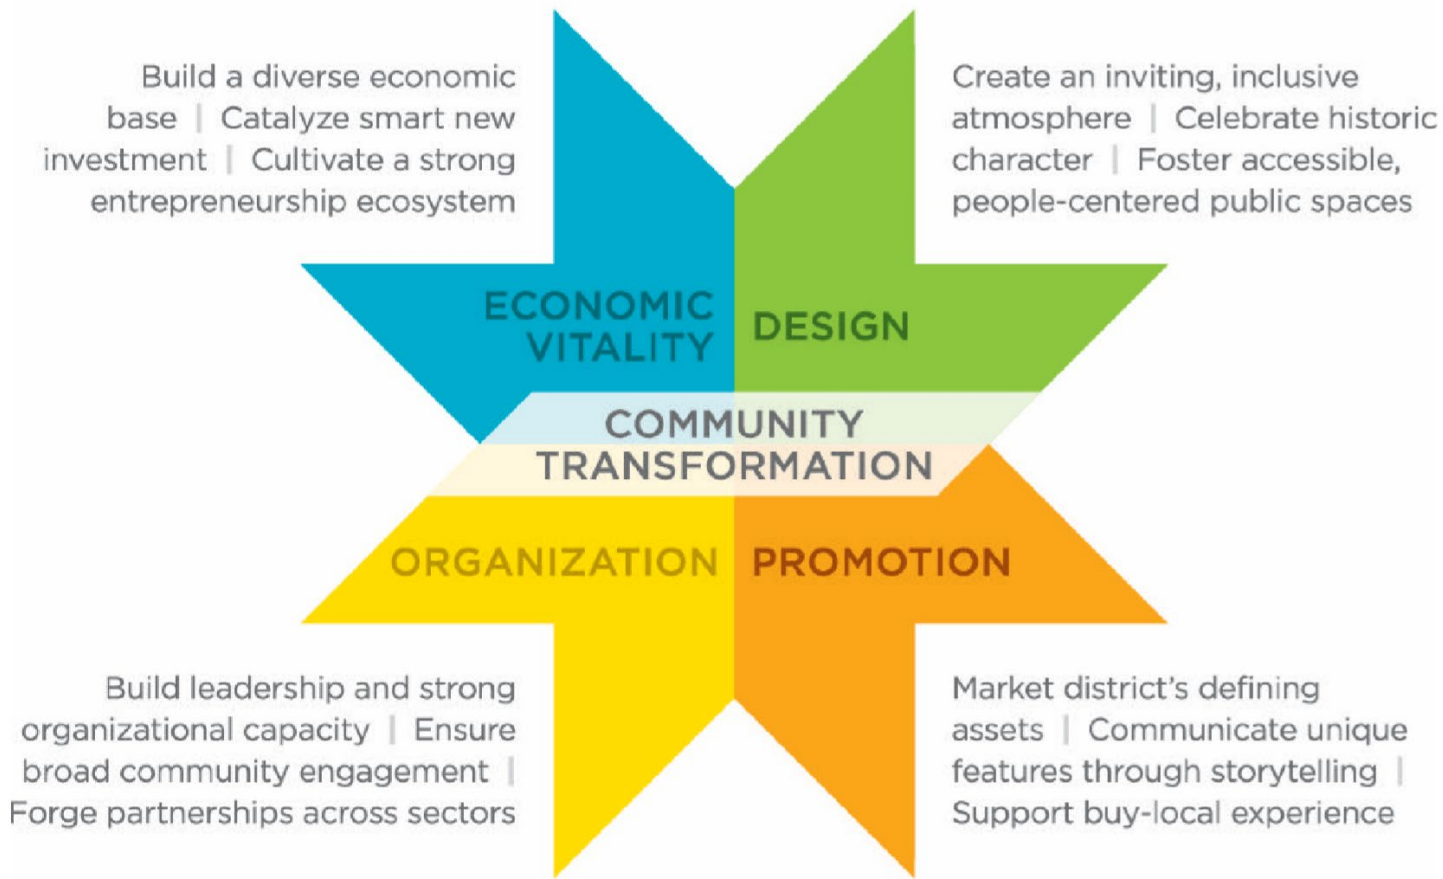 Build a diverse economic
base | Catalyze smart new
investment | Cultivate a strong
entrepreneurship ecosystem
Create an inviting, inclusive
atmosphere | Celebrate historic
character | Foster accessible,
people-centered public spaces
ECONOMIC
VITALITY
DESIGN
COMMUNITY
TRANSFORMATION
ORGANIZATION
PROMOTION
Build leadership and strong
organizational capacity | Ensure
broad community engagement |
Forge partnerships across sectors
Market district’s defining
assets | Communicate unique
features through storytelling |
Support buy-local experience